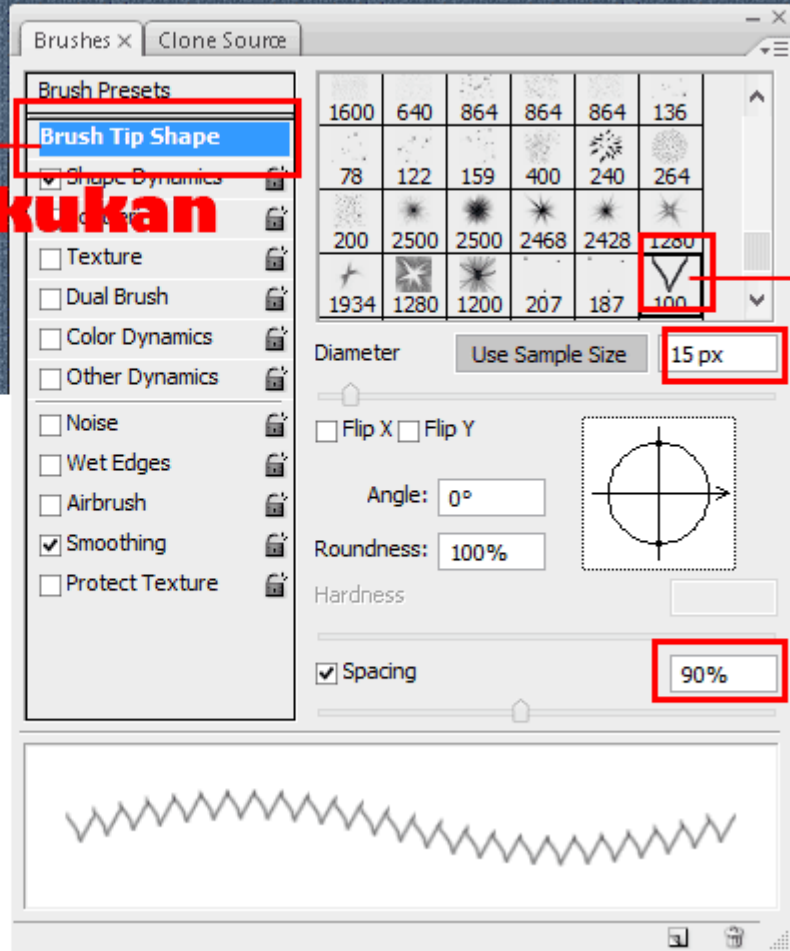 Brushes × Clone Source
Brush Presets
Brush Tip Shape
Shape Dynamics
kukan
Texture
Dual Brush
Color Dynamics
Other Dynamics
Noise
Wet Edges
Airbrush
Smoothing
Protect Texture
1600 640 864 864 864 136
78 122 159 400 240 264
200 2500 2500 2468 2428 1280
1934 1280 1200 207 187 100
Diameter Use Sample Size 15 px
Flip X Flip Y
Angle: 0°
Roundness: 100%
Hardness
Spacing 90%